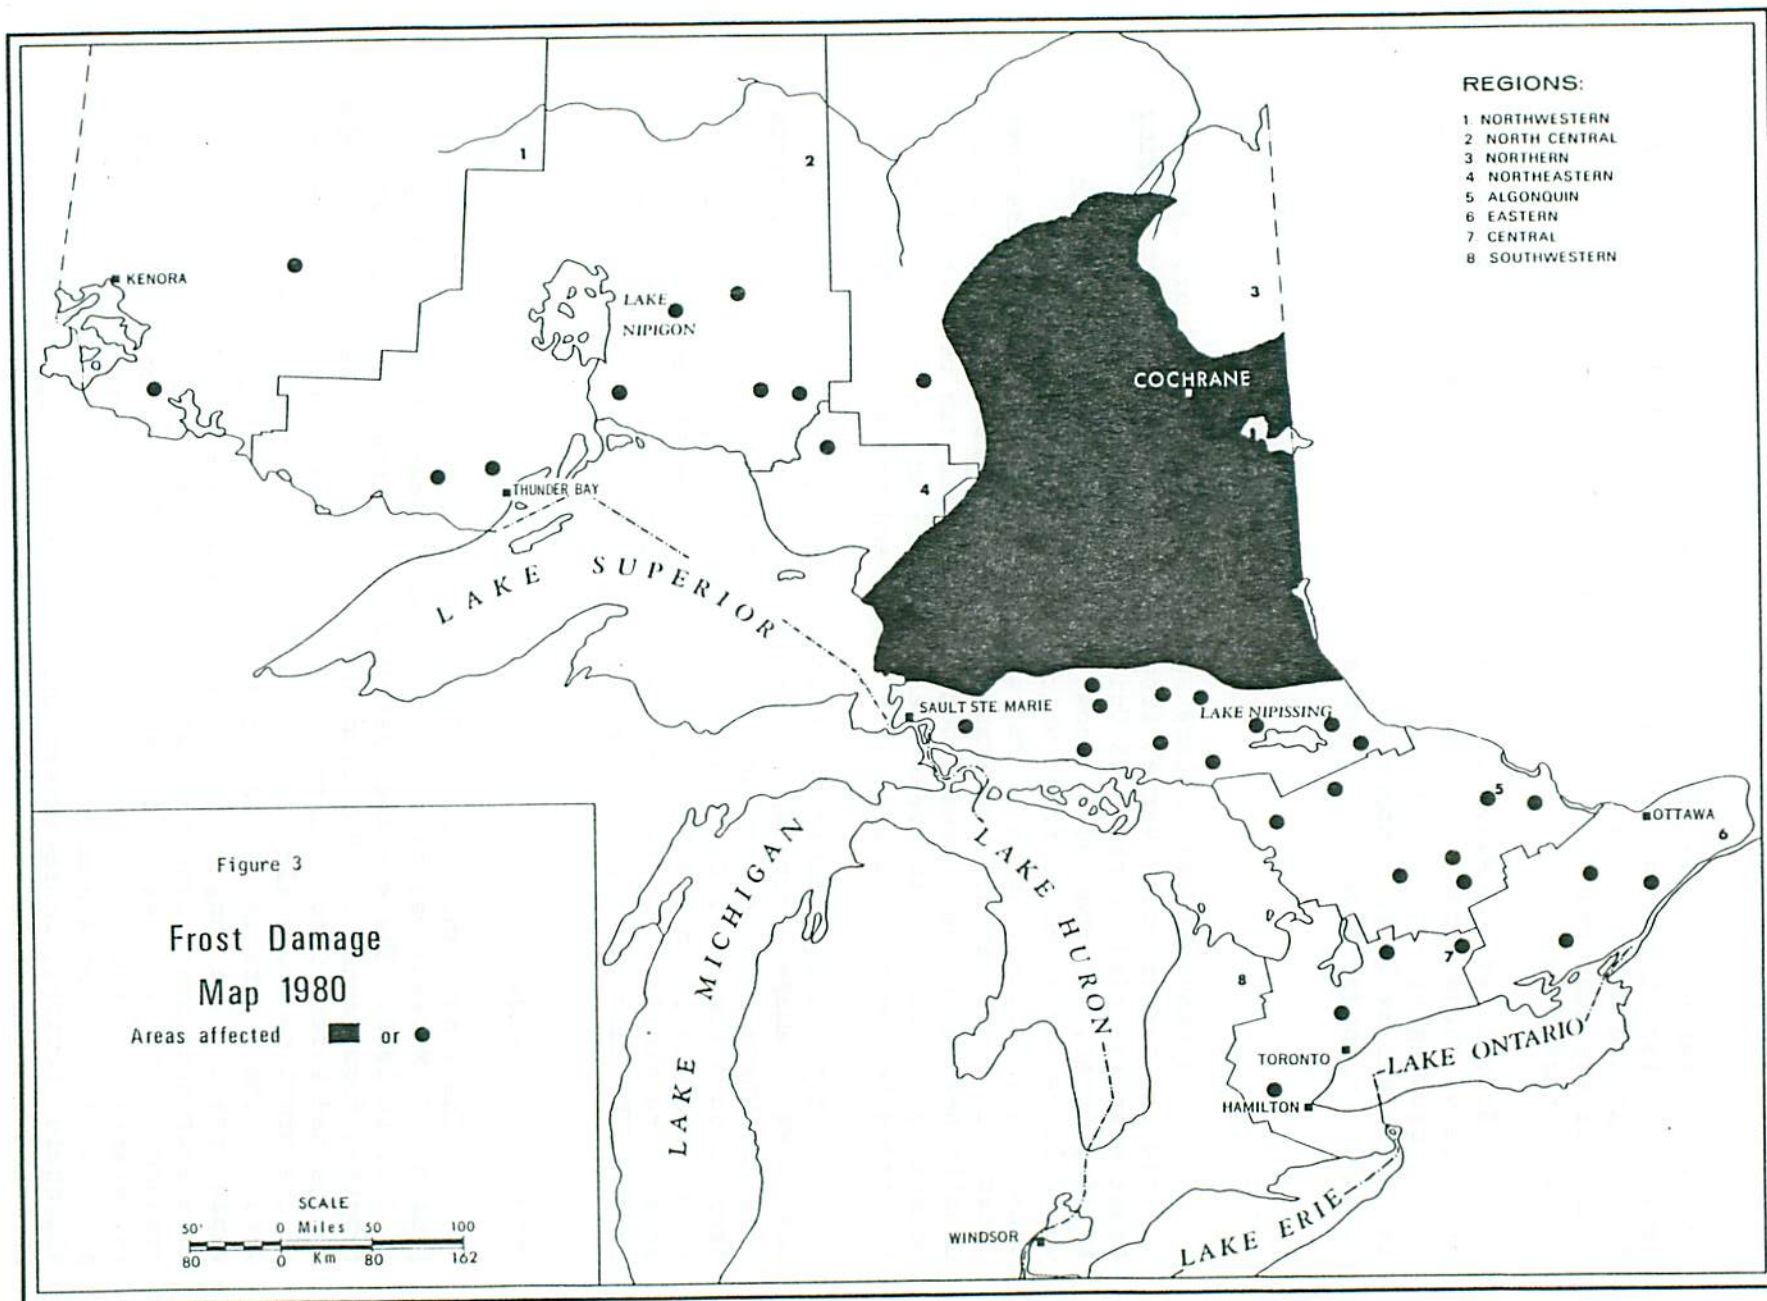 REGIONS:
1 NORTHWESTERN
2 NORTH CENTRAL
3 NORTHERN
4 NORTHEASTERN
5 ALGONQUIN
6 EASTERN
7. CENTRAL
8 SOUTHWESTERN
1
2
3
KENORA
LAKE
NIPIGON
COCHRANE
4
THUNDER BAY
LAKE SUPERIOR
SAULT STE MARIE
LAKE NIPISSING
5
OTTAWA
6
LAKE MICHIGAN
LAKE HURON
7
8
TORONTO
LAKE ONTARIO
HAMILTON
WINDSOR
LAKE ERIE
Figure 3
Frost Damage
Map 1980
Areas affected or
SCALE
50' 0 Miles 50 100
80 0 Km 80 162